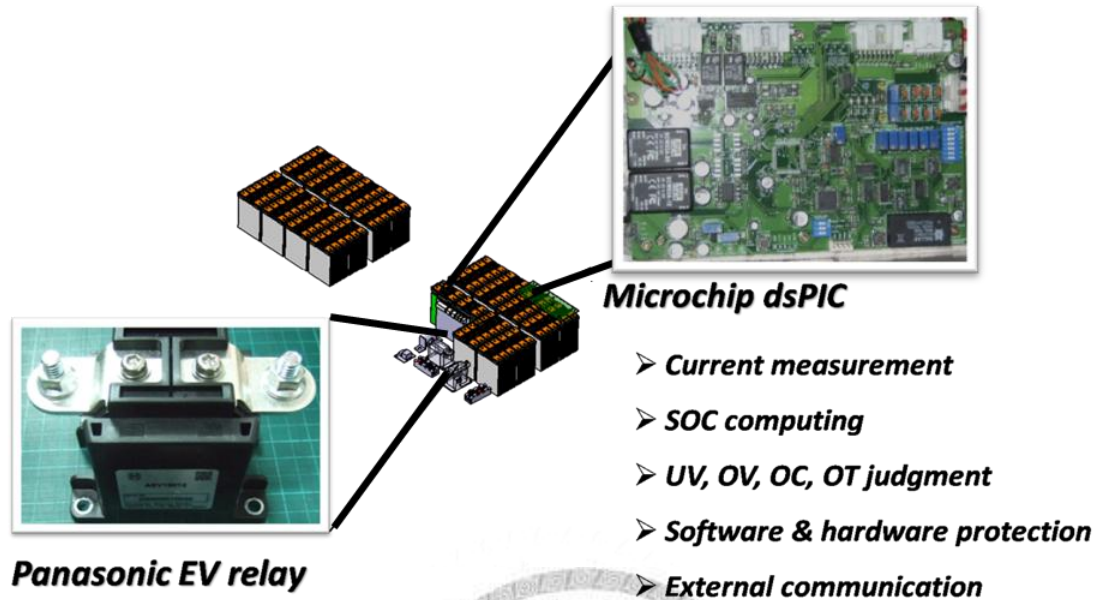 Microchip dsPIC
➢ Current measurement
➢ SOC computing
➢ UV, OV, OC, OT judgment
➢ Software & hardware protection
➢ External communication
Panasonic EV relay